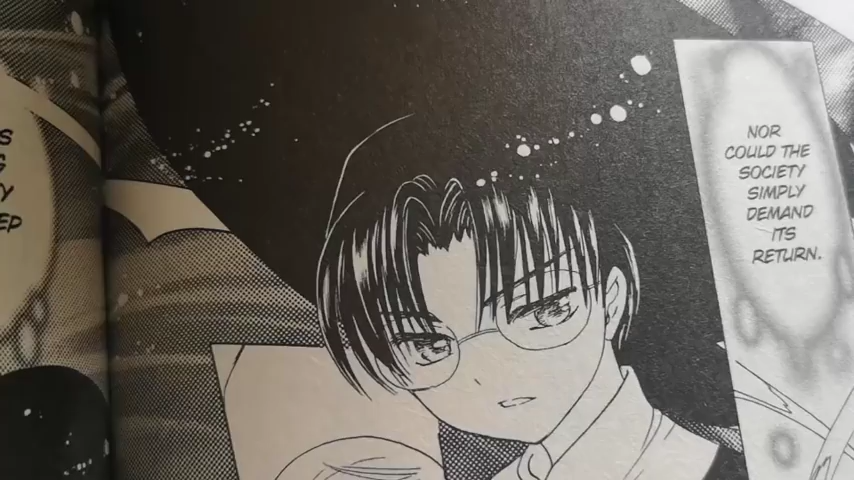 NOR
COULD THE
SOCIETY
SIMPLY
DEMAND
ITS
RETURN.